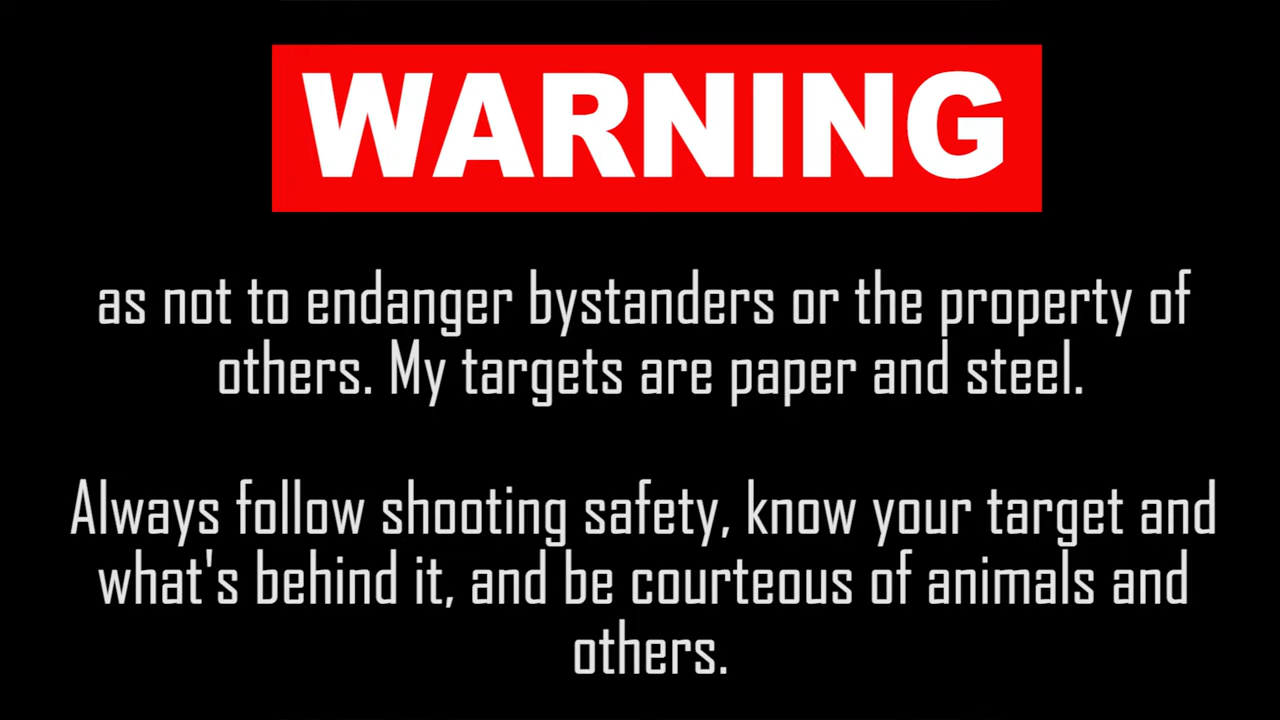 WARNING
as not to endanger bystanders or the property of
others. My targets are paper and steel.
Always follow shooting safety, know your target and
what's behind it, and be courteous of animals and
others.